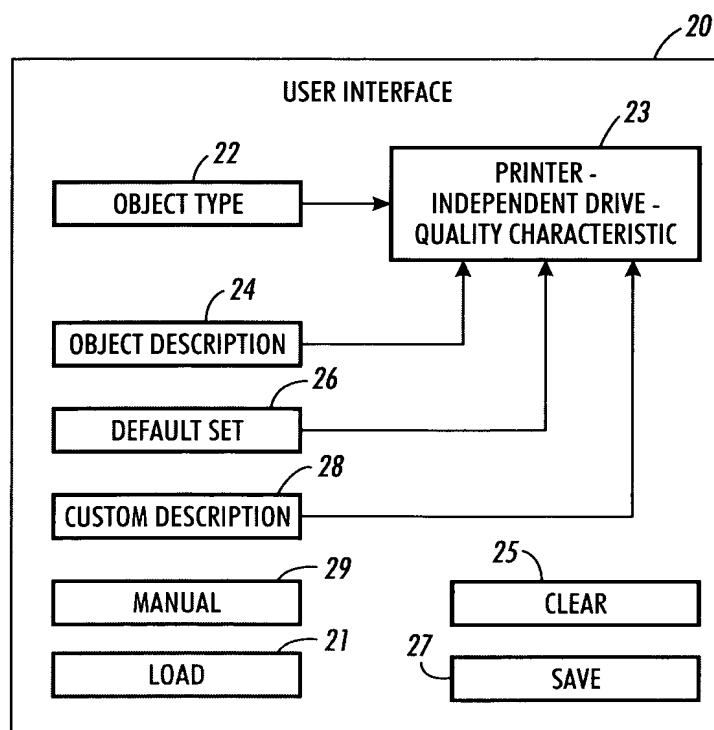 20
USER INTERFACE
22
OBJECT TYPE
23
PRINTER -
INDEPENDENT DRIVE -
QUALITY CHARACTERISTIC
24
OBJECT DESCRIPTION
26
DEFAULT SET
28
CUSTOM DESCRIPTION
29
MANUAL
25
CLEAR
21
LOAD
27
SAVE